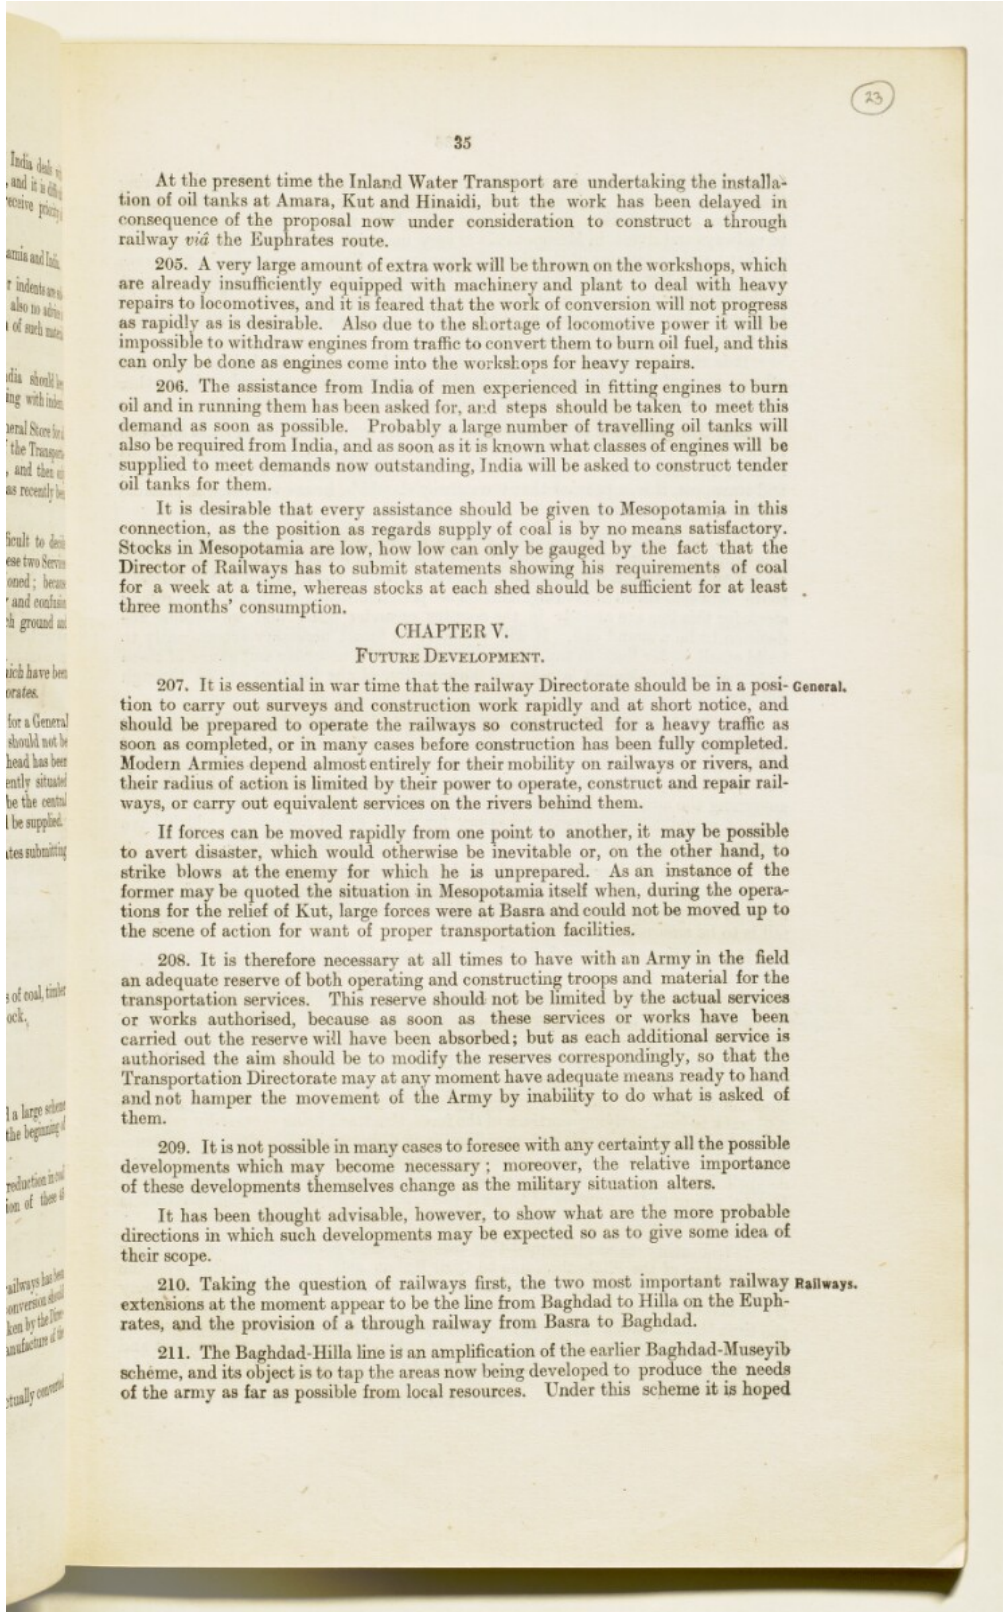 23
35
At the present time the Inland Water Transport are undertaking the installa-
tion of oil tanks at Amara, Kut and Hinaidi, but the work has been delayed in
consequence of the proposal now under consideration to construct a through
railway viâ the Euphrates route.
205. A very large amount of extra work will be thrown on the workshops, which
are already insufficiently equipped with machinery and plant to deal with heavy
repairs to locomotives, and it is feared that the work of conversion will not progress
as rapidly as is desirable. Also due to the shortage of locomotive power it will be
impossible to withdraw engines from traffic to convert them to burn oil fuel, and this
can only be done as engines come into the workshops for heavy repairs.
206. The assistance from India of men experienced in fitting engines to burn
oil and in running them has been asked for, and steps should be taken to meet this
demand as soon as possible. Probably a large number of travelling oil tanks will
also be required from India, and as soon as it is known what classes of engines will be
supplied to meet demands now outstanding, India will be asked to construct tender
oil tanks for them.
It is desirable that every assistance should be given to Mesopotamia in this
connection, as the position as regards supply of coal is by no means satisfactory.
Stocks in Mesopotamia are low, how low can only be gauged by the fact that the
Director of Railways has to submit statements showing his requirements of coal
for a week at a time, whereas stocks at each shed should be sufficient for at least
three months' consumption.
CHAPTER V.
FUTURE DEVELOPMENT.
207. It is essential in war time that the railway Directorate should be in a posi- General.
tion to carry out surveys and construction work rapidly and at short notice, and
should be prepared to operate the railways so constructed for a heavy traffic as
soon as completed, or in many cases before construction has been fully completed.
Modern Armies depend almost entirely for their mobility on railways or rivers, and
their radius of action is limited by their power to operate, construct and repair rail-
ways, or carry out equivalent services on the rivers behind them.
If forces can be moved rapidly from one point to another, it may be possible
to avert disaster, which would otherwise be inevitable or, on the other hand, to
strike blows at the enemy for which he is unprepared. As an instance of the
former may be quoted the situation in Mesopotamia itself when, during the opera-
tions for the relief of Kut, large forces were at Basra and could not be moved up to
the scene of action for want of proper transportation facilities.
208. It is therefore necessary at all times to have with an Army in the field
an adequate reserve of both operating and constructing troops and material for the
transportation services. This reserve should not be limited by the actual services
or works authorised, because as soon as these services or works have been
carried out the reserve will have been absorbed; but as each additional service is
authorised the aim should be to modify the reserves correspondingly, so that the
Transportation Directorate may at any moment have adequate means ready to hand
and not hamper the movement of the Army by inability to do what is asked of
them.
209. It is not possible in many cases to foresee with any certainty all the possible
developments which may become necessary; moreover, the relative importance
of these developments themselves change as the military situation alters.
It has been thought advisable, however, to show what are the more probable
directions in which such developments may be expected so as to give some idea of
their scope.
210. Taking the question of railways first, the two most important railway Railways.
extensions at the moment appear to be the line from Baghdad to Hilla on the Euph-
rates, and the provision of a through railway from Basra to Baghdad.
211. The Baghdad-Hilla line is an amplification of the earlier Baghdad-Museyib
scheme, and its object is to tap the areas now being developed to produce the needs
of the army as far as possible from local resources. Under this scheme it is hoped